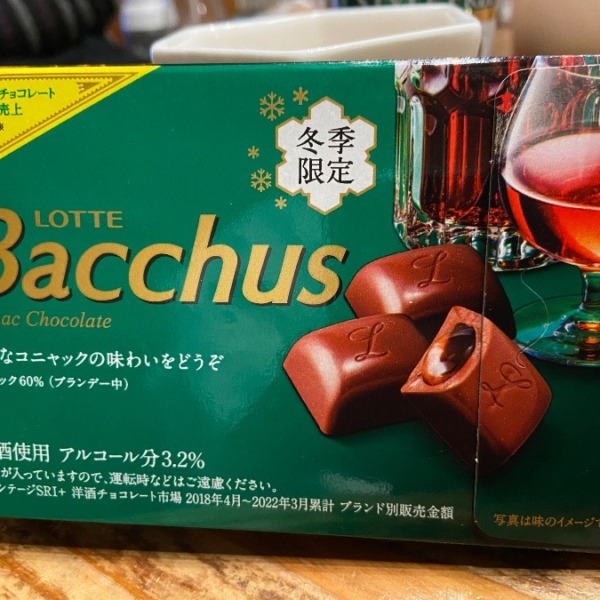 チョコレート
売上
※
冬季
限定
LOTTE
Bacchus
ac Chocolate
なコニャックの味わいをどうぞ
ック60%（ブランデー中）
酒使用 アルコール分3.2%
が入っていますので、運転時などはご遠慮ください。
ンテージSRI+ 洋酒チョコレート市場 2018年4月〜2022年3月累計 ブランド別販売金額
写真は味のイメージで
L
L